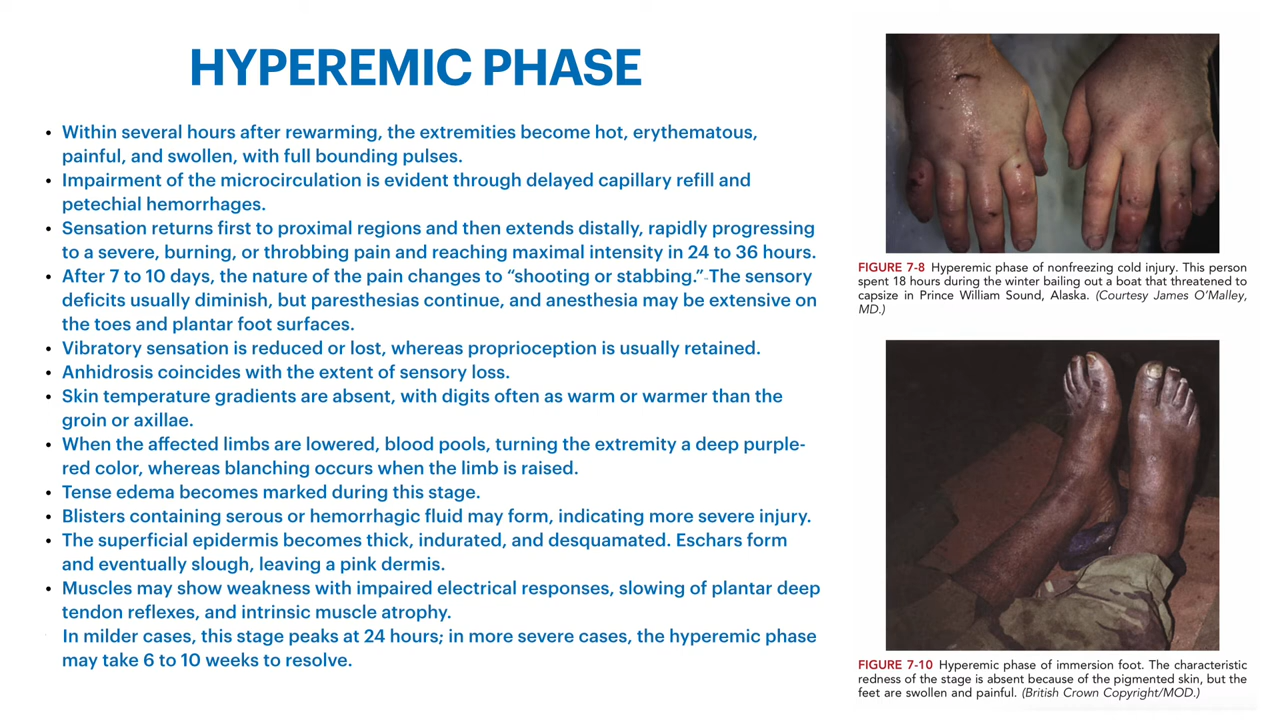 HYPEREMIC PHASE
• Within several hours after rewarming, the extremities become hot, erythematous,
painful, and swollen, with full bounding pulses.
• Impairment of the microcirculation is evident through delayed capillary refill and
petechial hemorrhages.
• Sensation returns first to proximal regions and then extends distally, rapidly progressing
to a severe, burning, or throbbing pain and reaching maximal intensity in 24 to 36 hours.
• After 7 to 10 days, the nature of the pain changes to “shooting or stabbing.” The sensory
deficits usually diminish, but paresthesias continue, and anesthesia may be extensive on
the toes and plantar foot surfaces.
• Vibratory sensation is reduced or lost, whereas proprioception is usually retained.
• Anhidrosis coincides with the extent of sensory loss.
• Skin temperature gradients are absent, with digits often as warm or warmer than the
groin or axillae.
• When the affected limbs are lowered, blood pools, turning the extremity a deep purple-
red color, whereas blanching occurs when the limb is raised.
• Tense edema becomes marked during this stage.
• Blisters containing serous or hemorrhagic fluid may form, indicating more severe injury.
• The superficial epidermis becomes thick, indurated, and desquamated. Eschars form
and eventually slough, leaving a pink dermis.
• Muscles may show weakness with impaired electrical responses, slowing of plantar deep
tendon reflexes, and intrinsic muscle atrophy.
In milder cases, this stage peaks at 24 hours; in more severe cases, the hyperemic phase
may take 6 to 10 weeks to resolve.
FIGURE 7-8 Hyperemic phase of nonfreezing cold injury. This person
spent 18 hours during the winter bailing out a boat that threatened to
capsize in Prince William Sound, Alaska. (Courtesy James O’Malley,
MD.)
FIGURE 7-10 Hyperemic phase of immersion foot. The characteristic
redness of the stage is absent because of the pigmented skin, but the
feet are swollen and painful. (British Crown Copyright/MOD.)